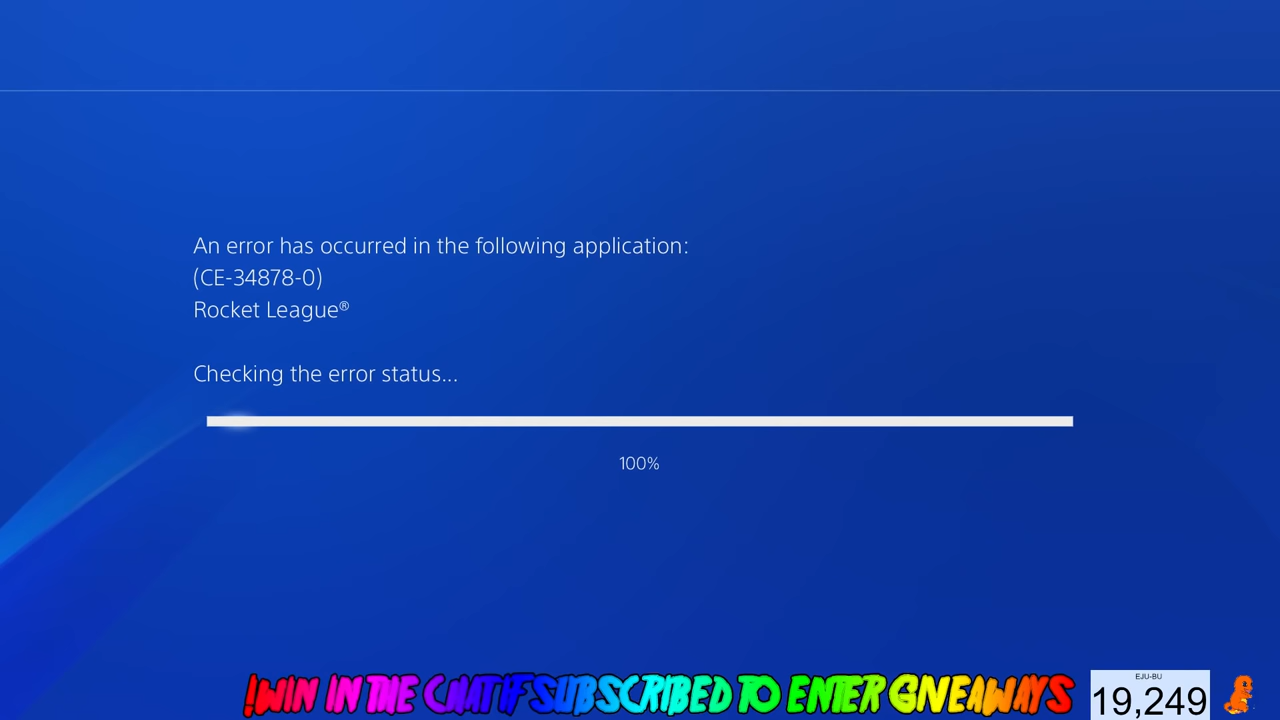 An error has occurred in the following application:
(CE-34878-0)
Rocket League®
Checking the error status...
100%
!WIN IN THE CHAT IF SUBSCRIBED TO ENTER GIVEAWAYS
EJU-BU
19,249